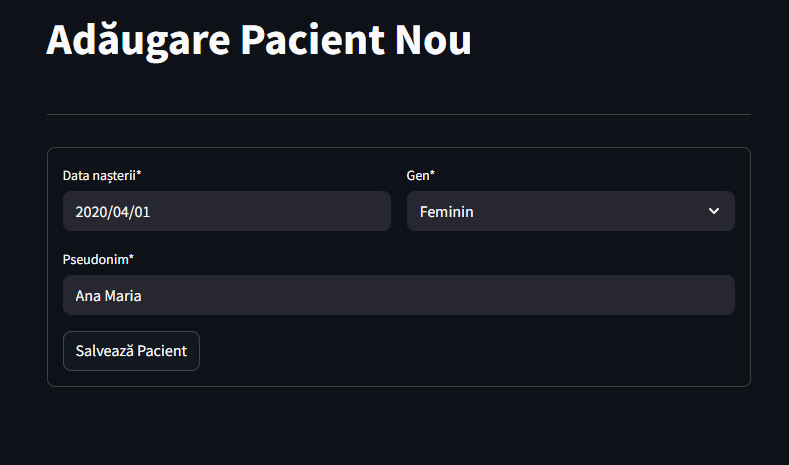 Adăugare Pacient Nou
Data nașterii*
Gen*
2020/04/01
Feminin
Pseudonim*
Ana Maria
Salvează Pacient